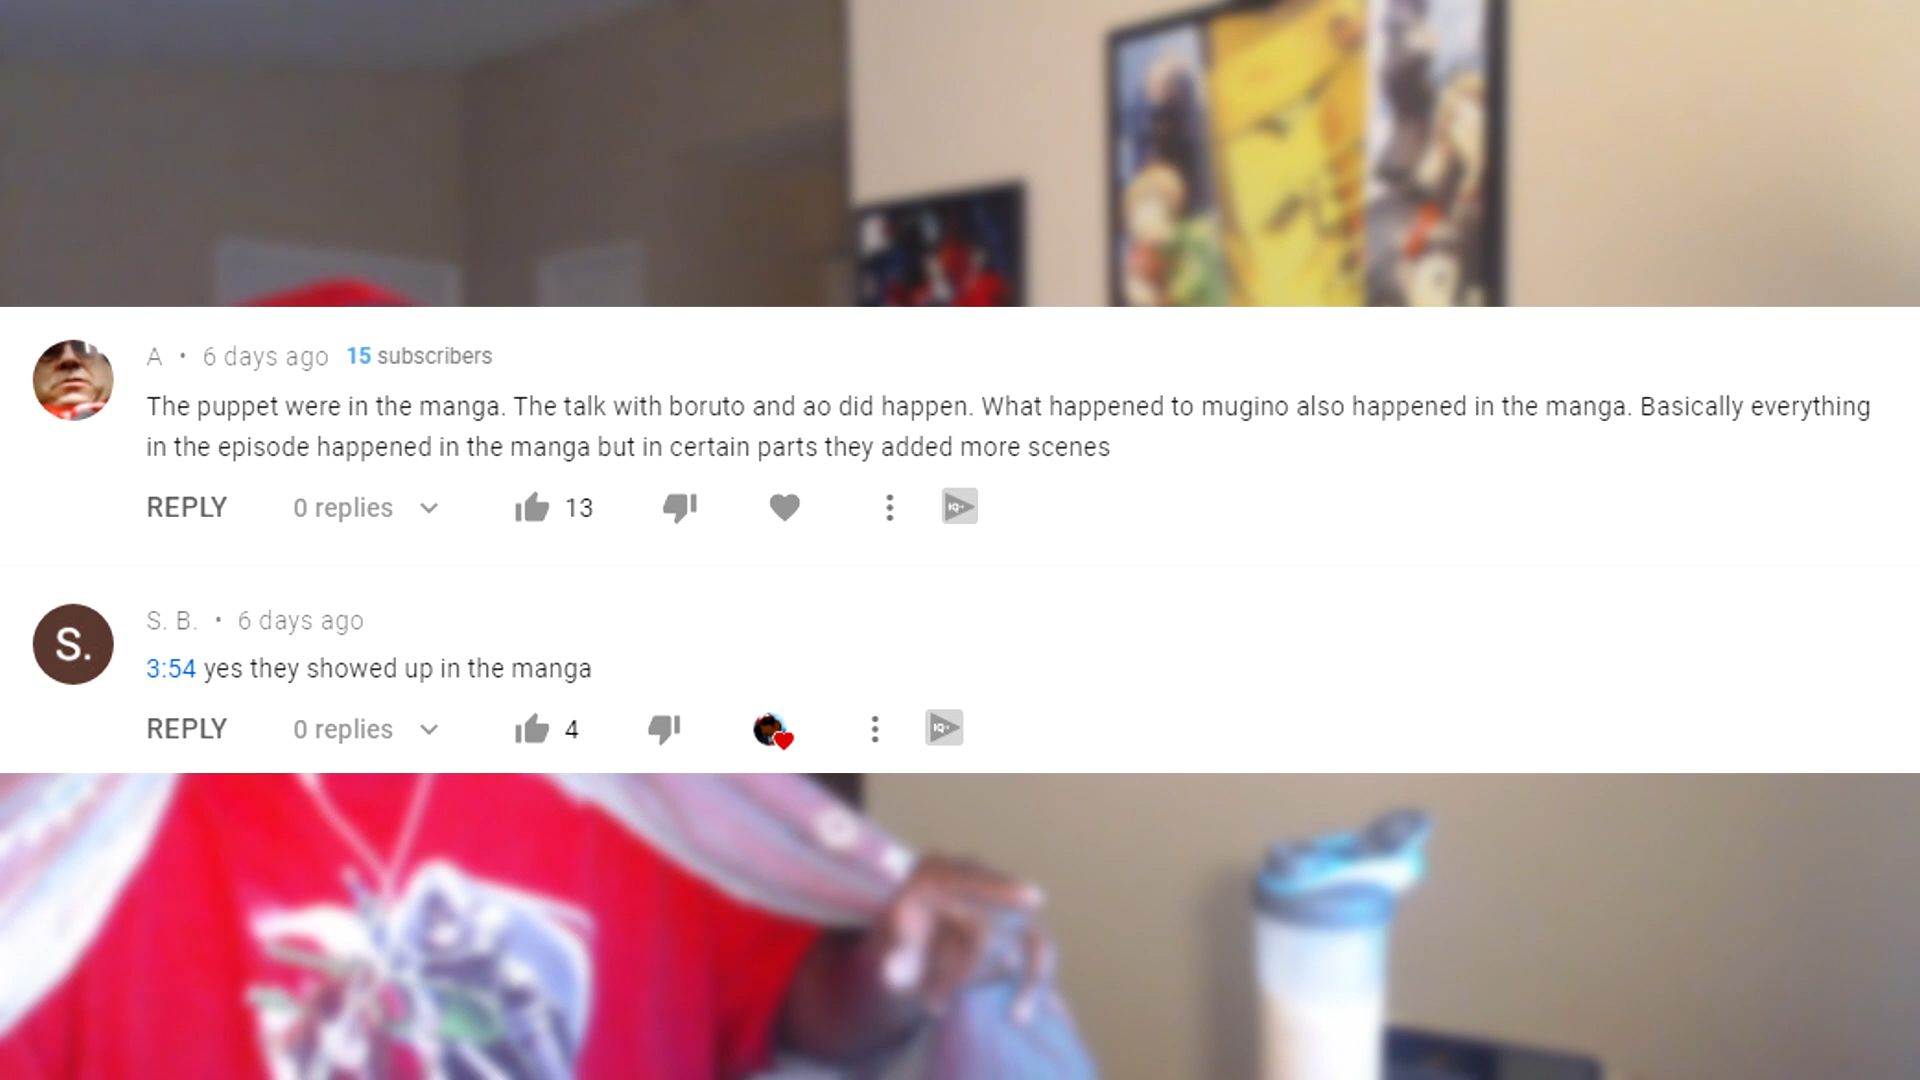 A • 6 days ago 15 subscribers
The puppet were in the manga. The talk with boruto and ao did happen. What happened to mugino also happened in the manga. Basically everything
in the episode happened in the manga but in certain parts they added more scenes
REPLY 0 replies 13 IQ
S.
S. B. • 6 days ago
3:54 yes they showed up in the manga
REPLY 0 replies 4 IQ